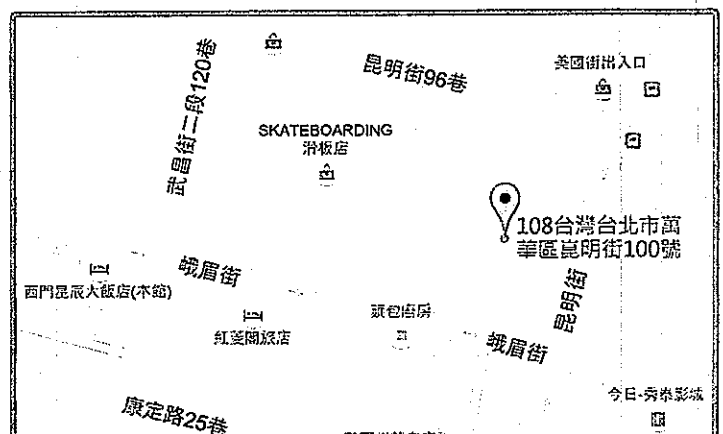 武昌街二段120巷
昆明街96巷
美國街出入口
SKATEBOARDING
滑板店
108台灣台北市萬
華區崑明街100號
峨眉街
西門昆辰大飯店(本館)
紅菱閣旅店
昆明街
峨眉街
今日-秀泰影城
康定路25巷